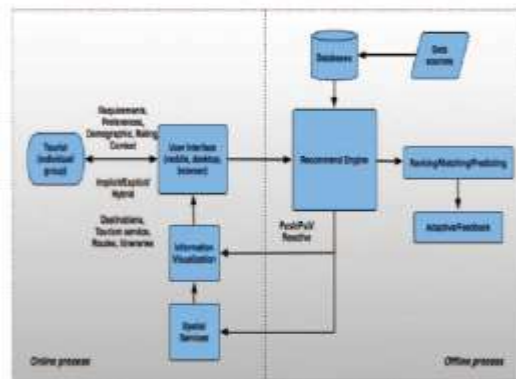 Databases
Data
sources
Requirements,
Preferences,
Demographic, Rating
Context
Tourist
(individual/
group)
User Interface
(mobile, desktop,
browser)
Recommend Engine
Ranking/Matching/Predicting
Implicit/Explicit/
Hybrid
Destinations,
Tourism service,
Routes, Itineraries
Push/Pull/
Reactive
Adaptive/Feedback
Information
Visualization
Spatial
Services
Online process
Offline process